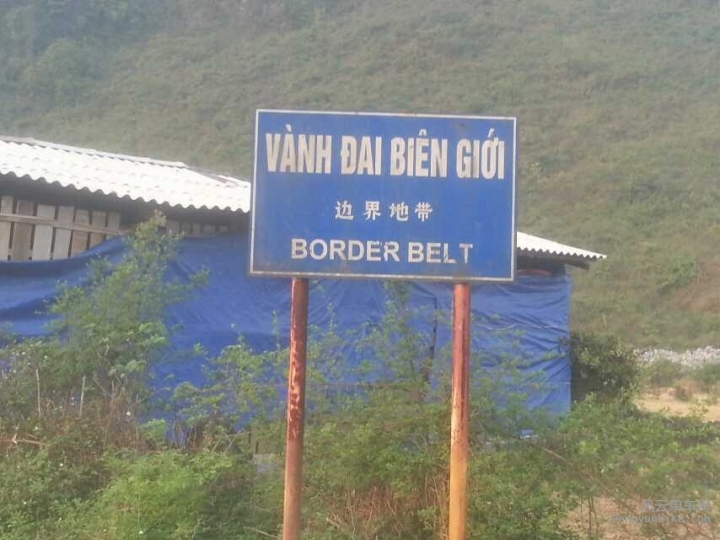 VÀNH ĐAI BIÊN GIỚI
边界地带
BORDER BELT